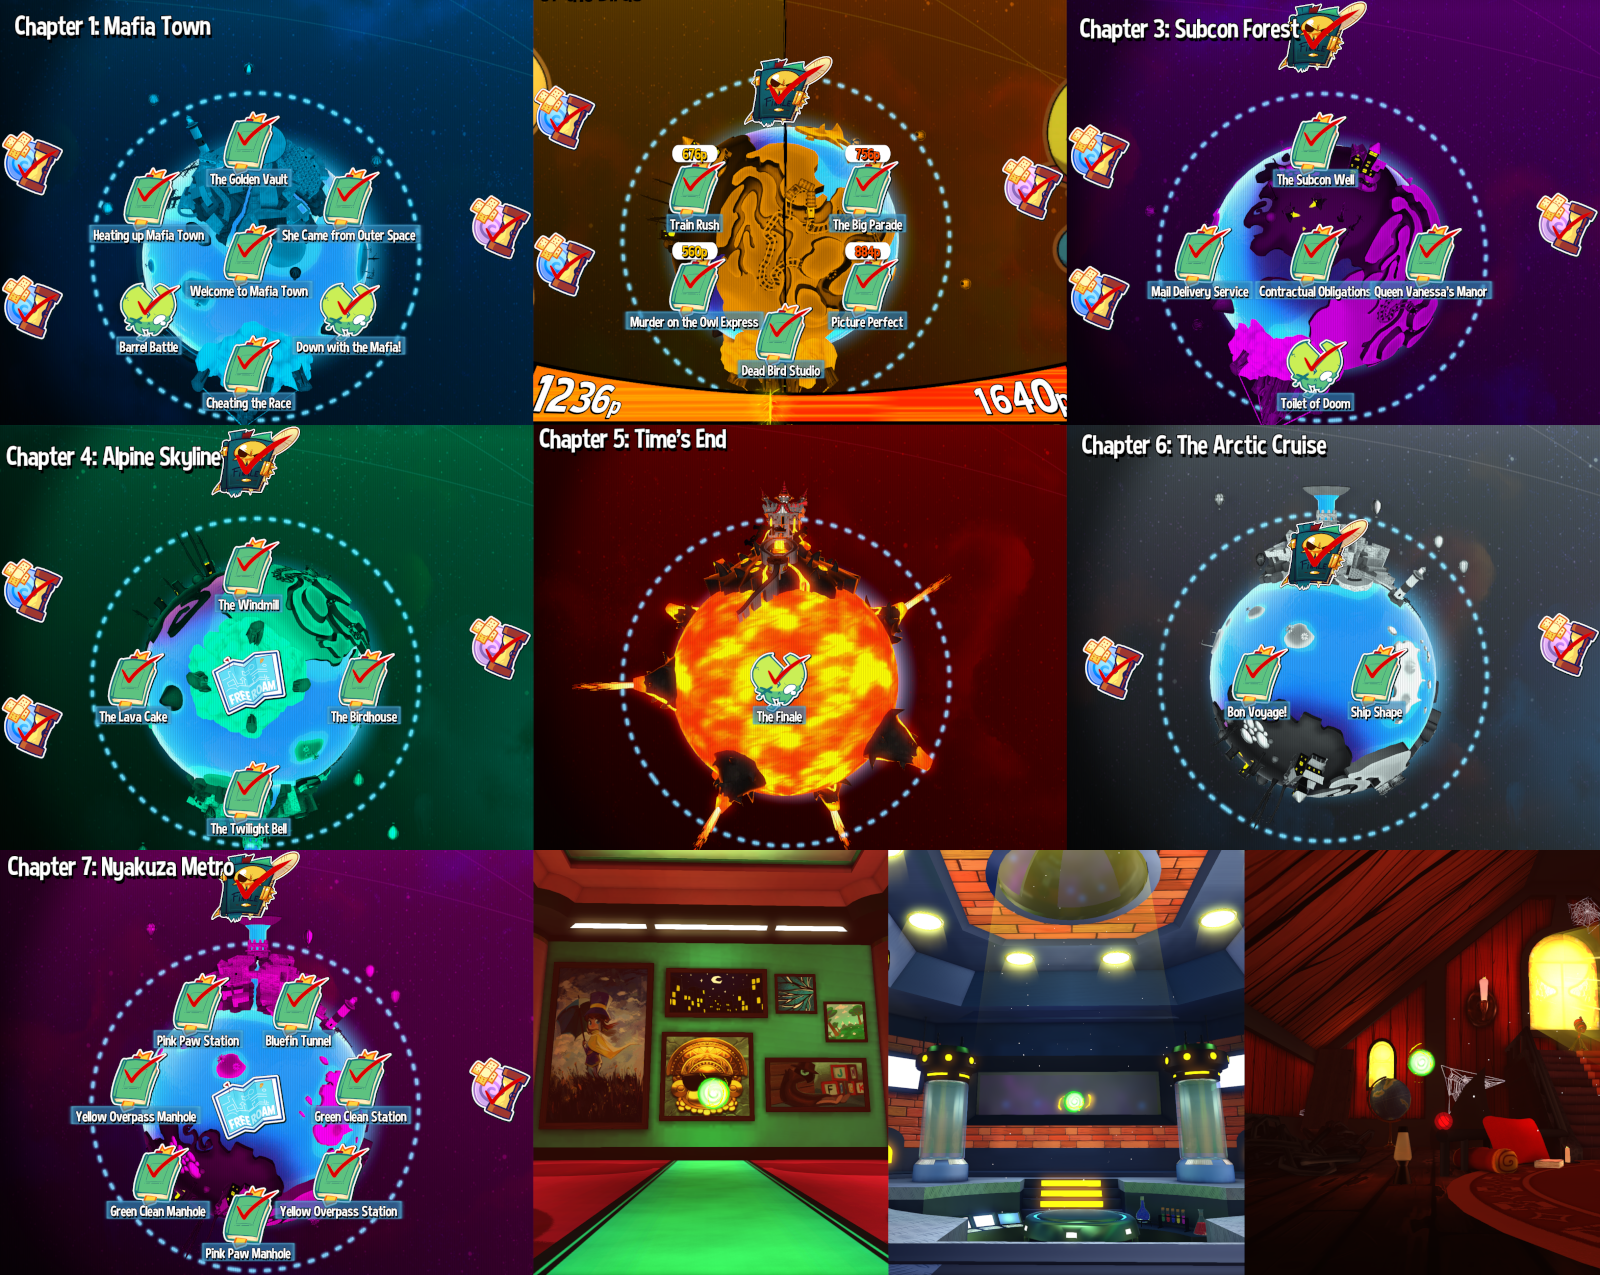 Chapter 1: Mafia Town
The Golden Vault
Heating up Mafia Town
She Came from Outer Space
Welcome to Mafia Town
Barrel Battle
Down with the Mafia!
Cheating the Race
676p
756p
Train Rush
The Big Parade
560p
884p
Murder on the Owl Express
Picture Perfect
Dead Bird Studio
1236p
1640p
Chapter 3: Subcon Forest
The Subcon Well
Mail Delivery Service
Contractual Obligations
Queen Vanessa's Manor
Toilet of Doom
Chapter 4: Alpine Skyline
The Windmill
FREE ROAM
The Lava Cake
The Birdhouse
The Twilight Bell
Chapter 5: Time's End
The Finale
Chapter 6: The Arctic Cruise
Bon Voyage!
Ship Shape
Chapter 7: Nyakuza Metro
Pink Paw Station
Bluefin Tunnel
Yellow Overpass Manhole
FREE ROAM
Green Clean Station
Green Clean Manhole
Yellow Overpass Station
Pink Paw Manhole